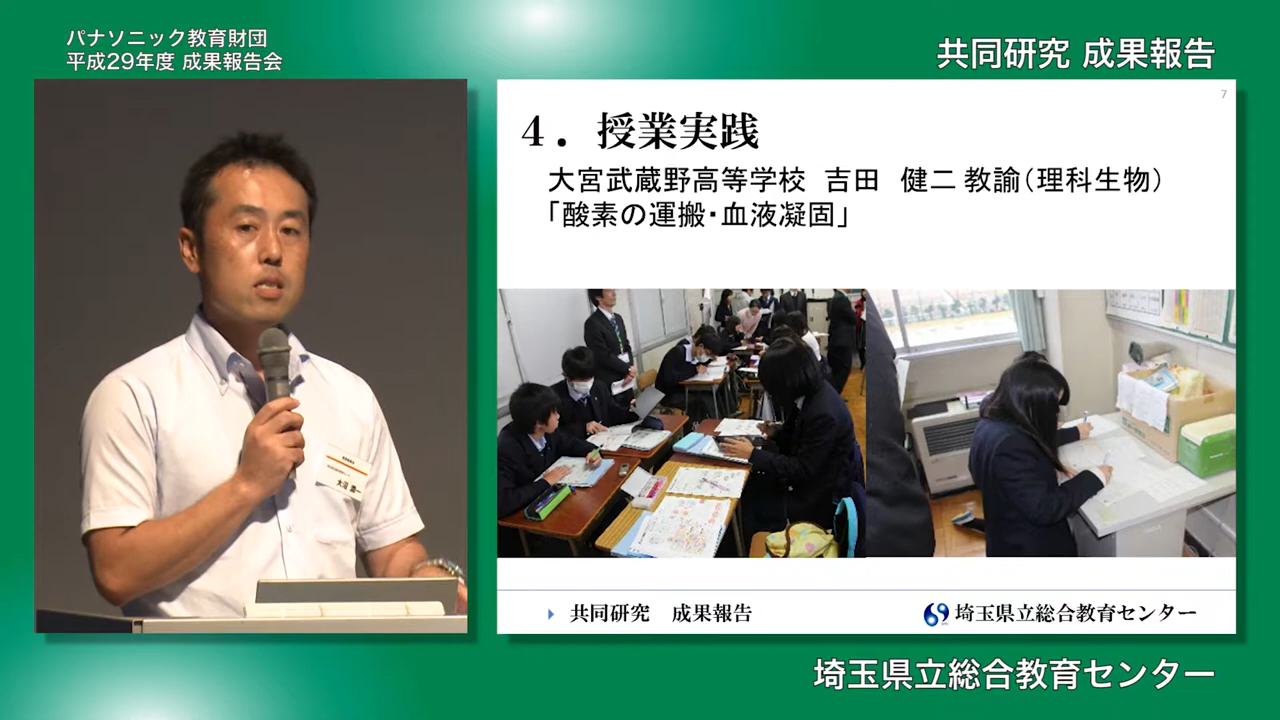 パナソニック教育財団
平成29年度 成果報告会
共同研究 成果報告
7
4．授業実践
大宮武蔵野高等学校 吉田 健二 教諭（理科生物）
「酸素の運搬・血液凝固」
共同研究 成果報告
埼玉県立総合教育センター
埼玉県立総合教育センター